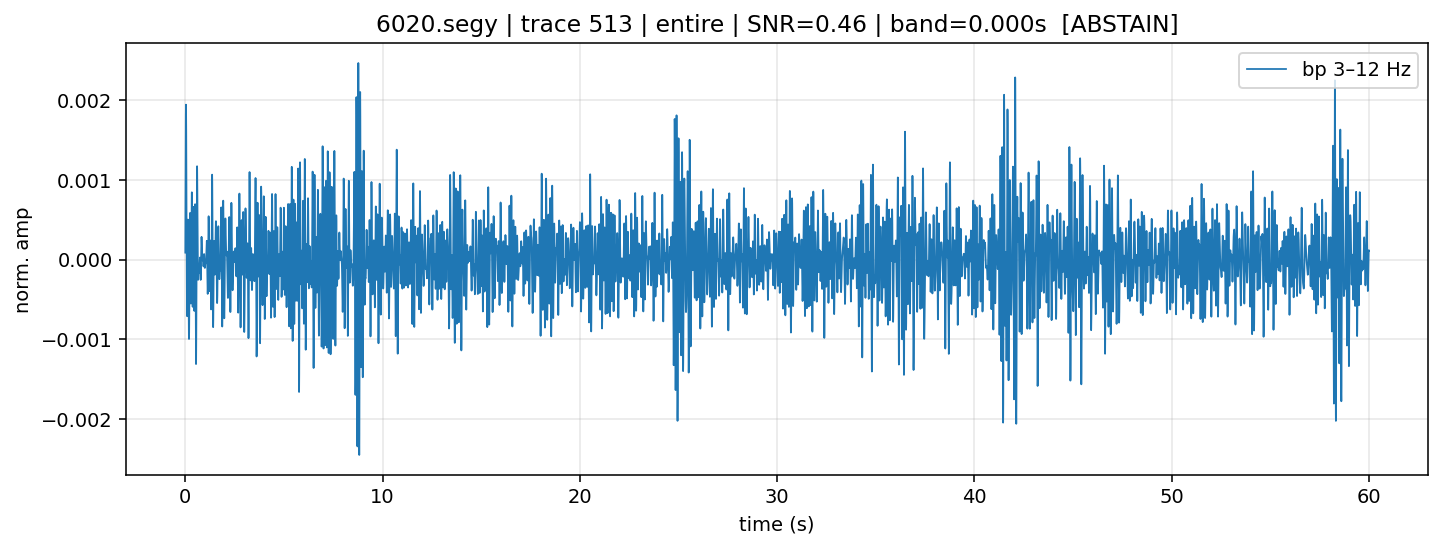 6020.segy | trace 513 | entire | SNR=0.46 | band=0.000s  [ABSTAIN]
bp 3–12 Hz
norm. amp
0.002
0.001
0.000
−0.001
−0.002
0 10 20 30 40 50 60
time (s)